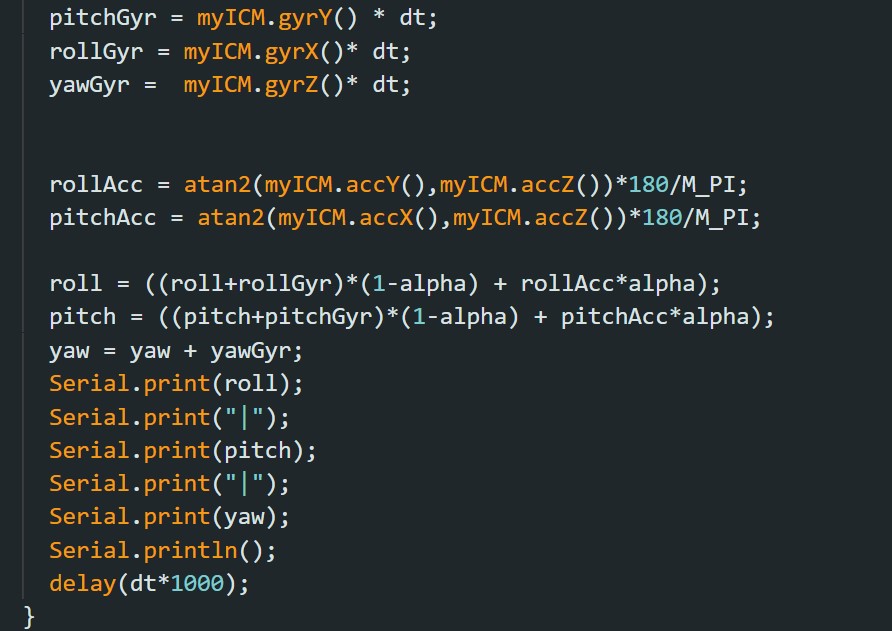 pitchGyr = myICM.gyrY() * dt;
rollGyr = myICM.gyrX()* dt;
yawGyr =  myICM.gyrZ()* dt;
rollAcc = atan2(myICM.accY(),myICM.accZ())*180/M_PI;
pitchAcc = atan2(myICM.accX(),myICM.accZ())*180/M_PI;
roll = ((roll+rollGyr)*(1-alpha) + rollAcc*alpha);
pitch = ((pitch+pitchGyr)*(1-alpha) + pitchAcc*alpha);
yaw = yaw + yawGyr;
Serial.print(roll);
Serial.print("|");
Serial.print(pitch);
Serial.print("|");
Serial.print(yaw);
Serial.println();
delay(dt*1000);
}